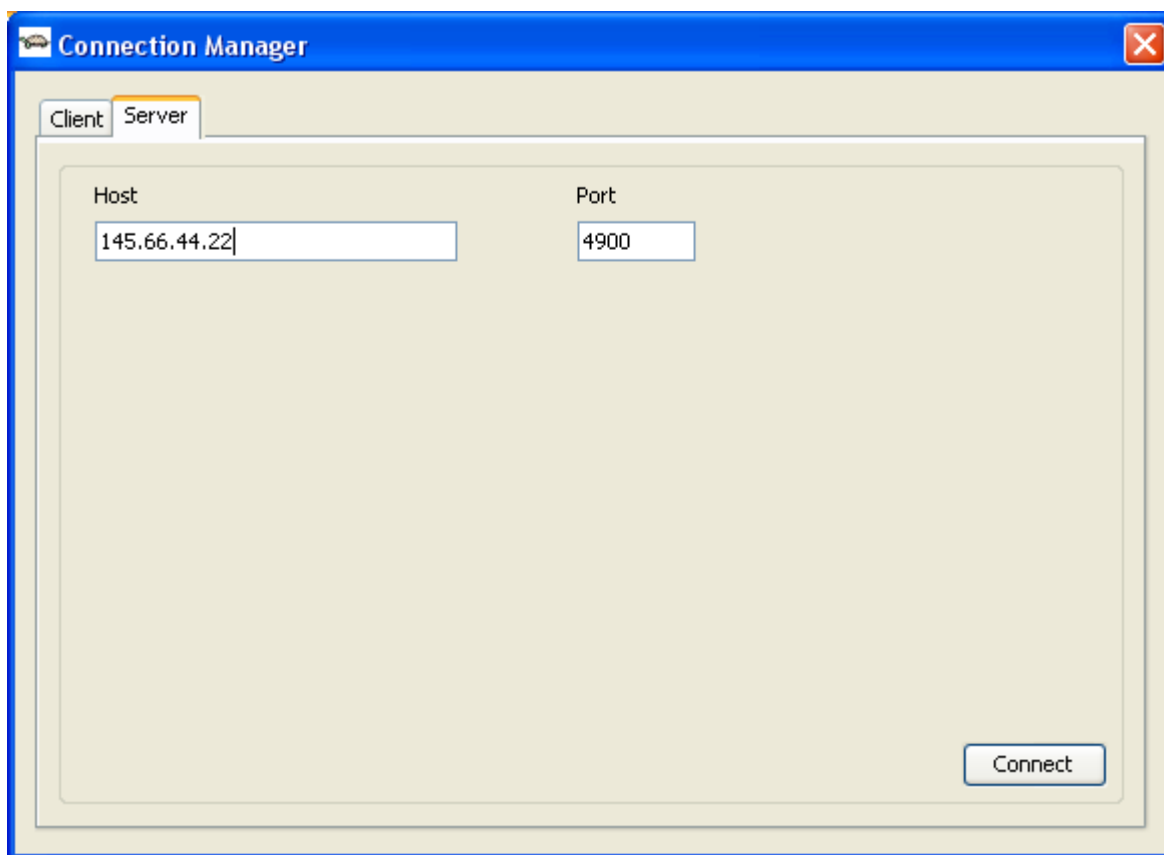 Connection Manager
Client Server
Host Port
145.66.44.22 4900
Connect